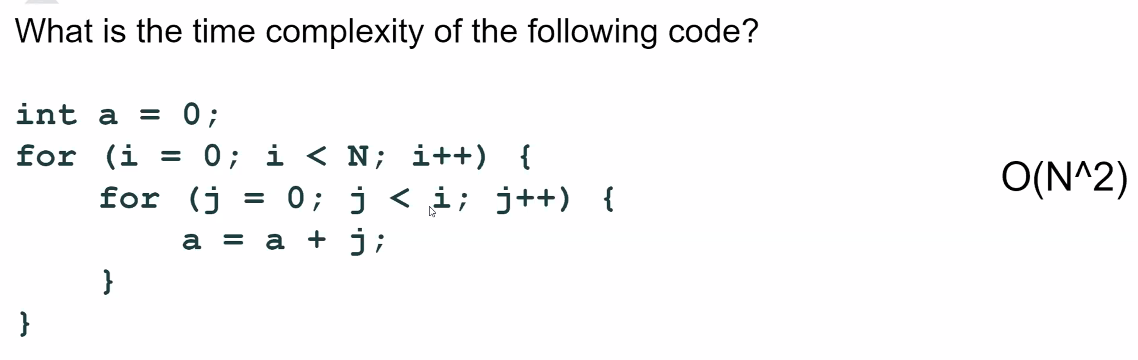 What is the time complexity of the following code?
int a = 0;
for (i = 0; i < N; i++) {
    for (j = 0; j < i; j++) {
        a = a + j;
    }
}
O(N^2)